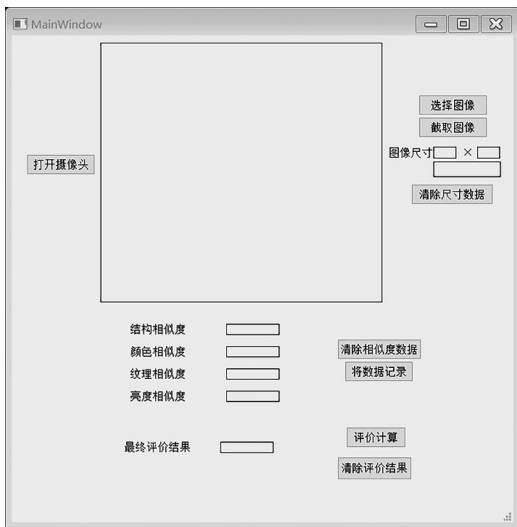 MainWindow
选择图像
截取图像
打开摄像头
图像尺寸 ×
清除尺寸数据
结构相似度
颜色相似度
清除相似度数据
纹理相似度
将数据记录
亮度相似度
评价计算
最终评价结果
清除评价结果